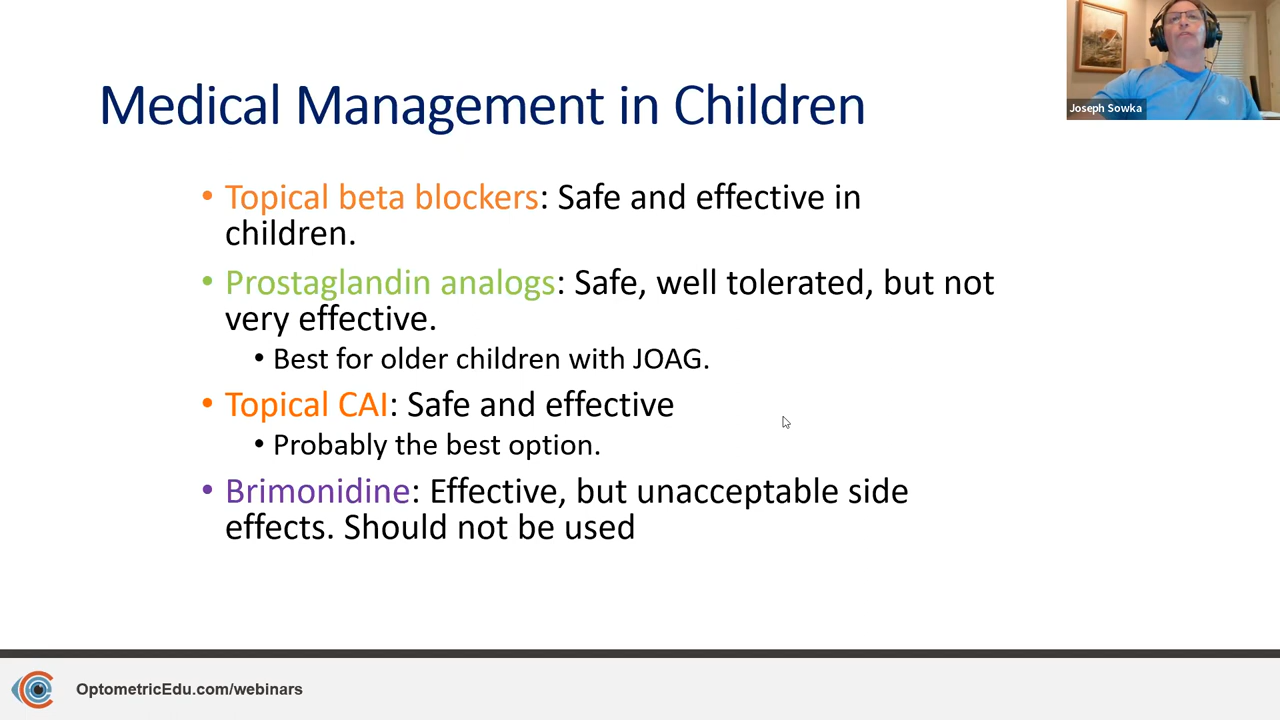 Joseph Sowka
Medical Management in Children
• Topical beta blockers: Safe and effective in
children.
• Prostaglandin analogs: Safe, well tolerated, but not
very effective.
• Best for older children with JOAG.
• Topical CAI: Safe and effective
• Probably the best option.
• Brimonidine: Effective, but unacceptable side
effects. Should not be used
OptometricEdu.com/webinars